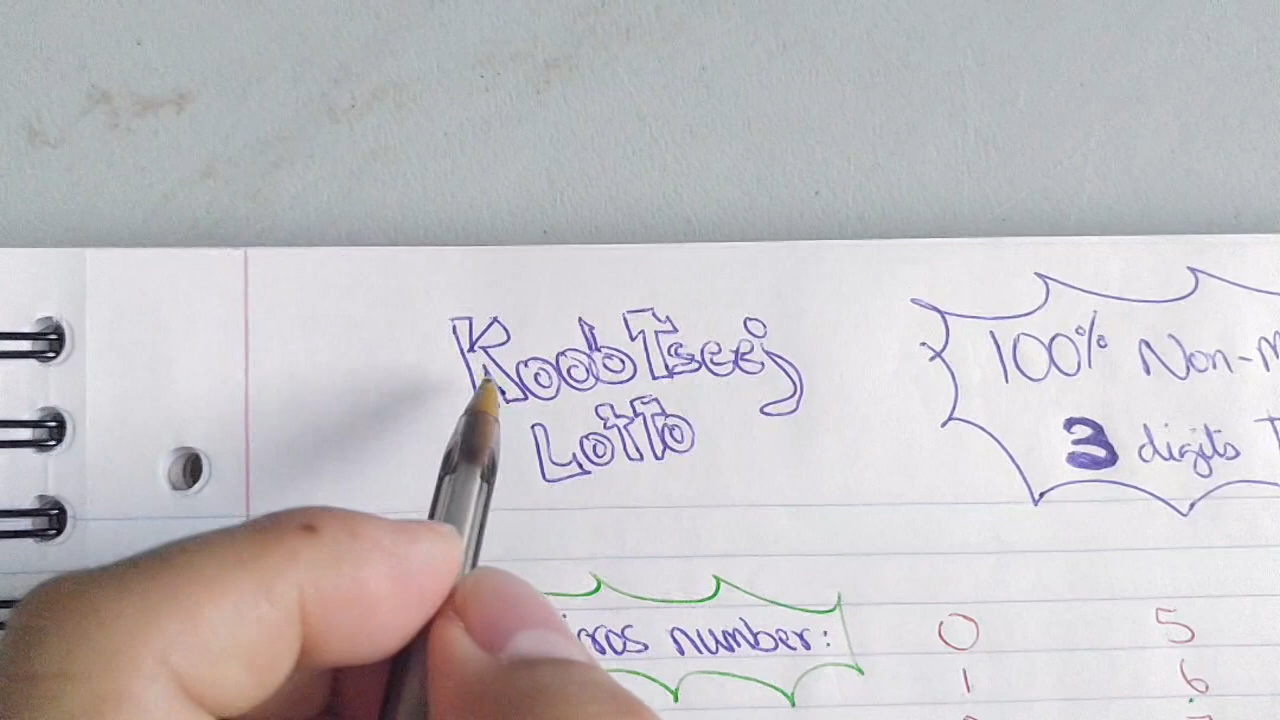 Koob Tseej
Lotto
100% Non-
3 digits
number:
0 5
1 6